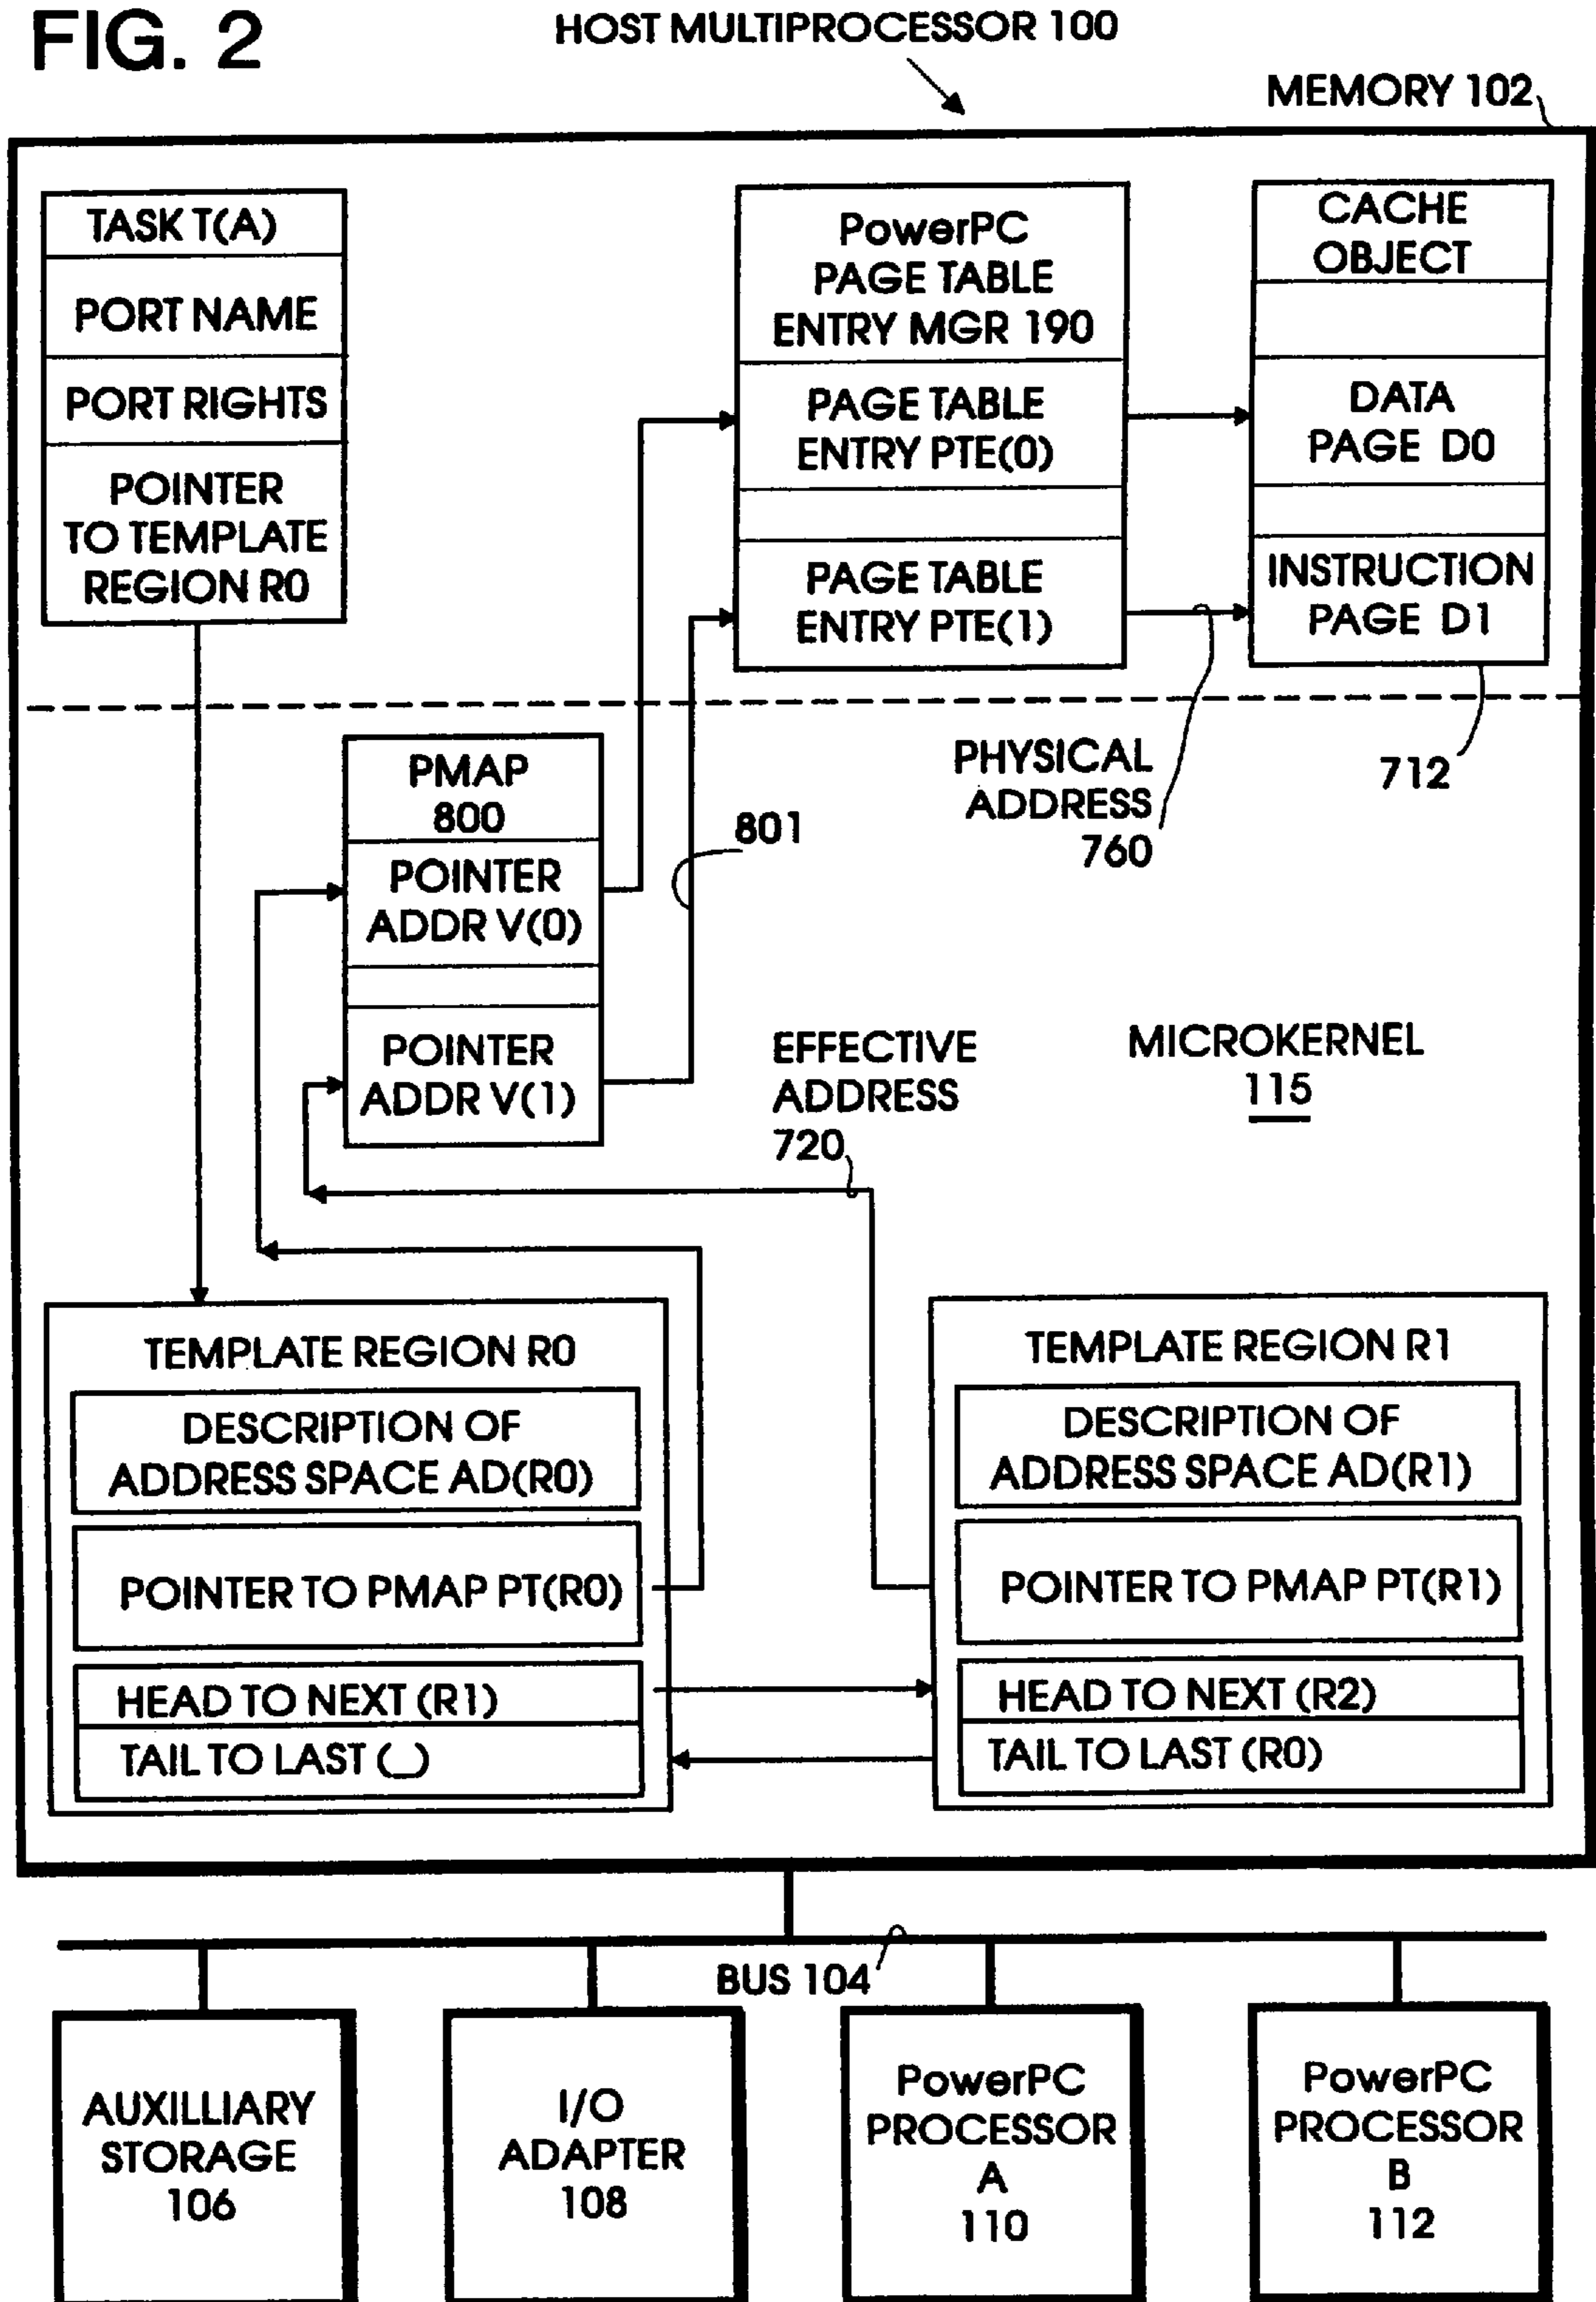 FIG. 2
HOST MULTIPROCESSOR 100
MEMORY 102
TASK T(A)
PORT NAME
PORT RIGHTS
POINTER
TO TEMPLATE
REGION R0
PowerPC
PAGE TABLE
ENTRY MGR 190
PAGE TABLE
ENTRY PTE(0)
PAGE TABLE
ENTRY PTE(1)
CACHE
OBJECT
DATA
PAGE D0
INSTRUCTION
PAGE D1
712
PHYSICAL
ADDRESS
760
PMAP
800
POINTER
ADDR V(0)
POINTER
ADDR V(1)
801
EFFECTIVE
ADDRESS
720
MICROKERNEL
115
TEMPLATE REGION R0
DESCRIPTION OF
ADDRESS SPACE AD(R0)
POINTER TO PMAP PT(R0)
HEAD TO NEXT (R1)
TAIL TO LAST (_)
TEMPLATE REGION R1
DESCRIPTION OF
ADDRESS SPACE AD(R1)
POINTER TO PMAP PT(R1)
HEAD TO NEXT (R2)
TAIL TO LAST (R0)
BUS 104
AUXILLIARY
STORAGE
106
I/O
ADAPTER
108
PowerPC
PROCESSOR
A
110
PowerPC
PROCESSOR
B
112